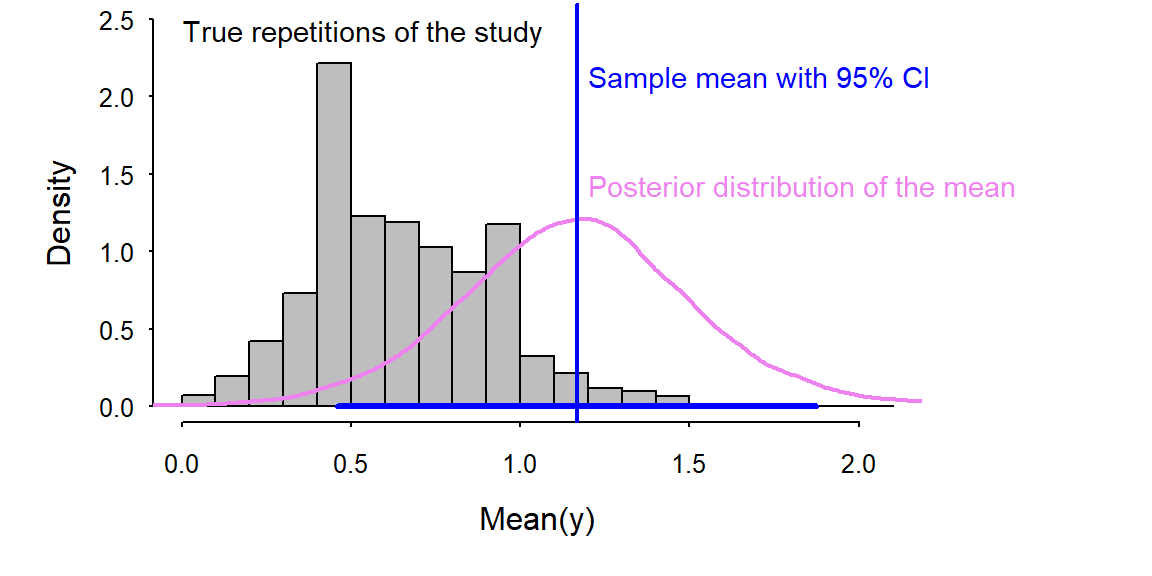 2.5
True repetitions of the study
2.0
Sample mean with 95% CI
1.5
Posterior distribution of the mean
Density
1.0
0.5
0.0
0.0 0.5 1.0 1.5 2.0
Mean(y)